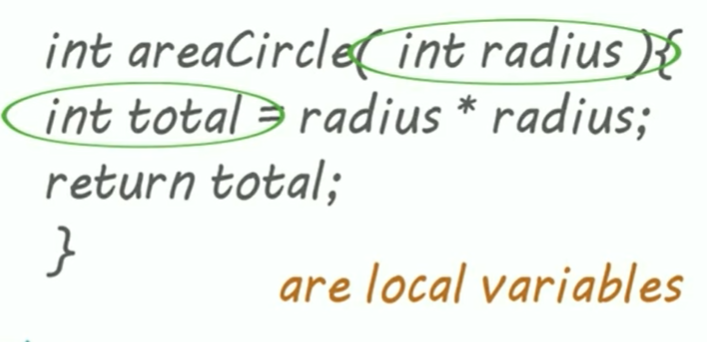 int areaCircle( int radius ){
int total = radius * radius;
return total;
}
are local variables